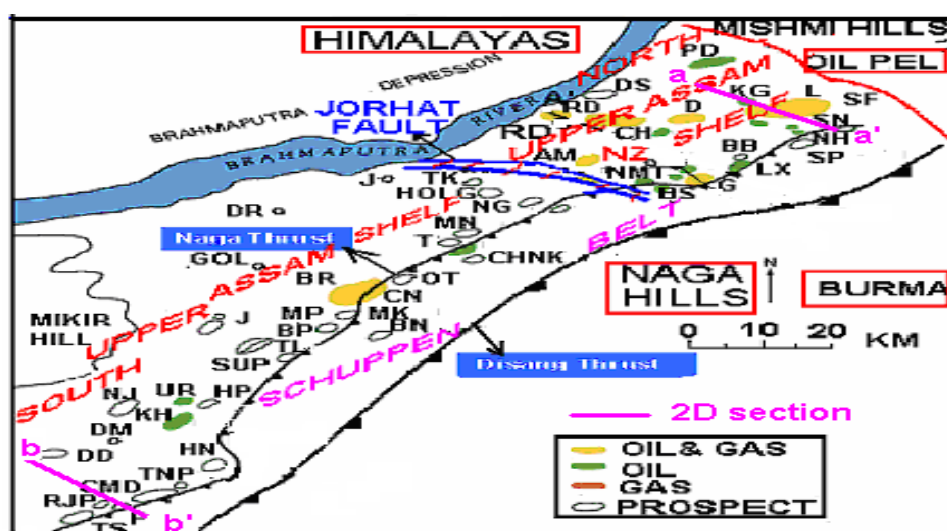 MISHMI HILLS
HIMALAYAS
OIL PEL
PD
NORTH
DS
a
KG
L
SF
BRAHMAPUTRA DEPRESSION
RIVER
RD
D
SN
JORHAT
FAULT
UPPER ASSAM SHELF
CH
NH
a'
BRAHMAPUTRA
AM
NZ
BB
SP
LX
NMT
J
TK
HOLG
BS
G
DR
NG
MN
BELT
Naga Thrust
T
CHNK
GOL
OT
NAGA
HILLS
N
BURMA
BR
CN
MP
MK
BN
0 10 20
KM
MIKIR
HILL
J
BP
TL
SUP
SCHUPPEN
Disang Thrust
SOUTH UPPER ASSAM SHELF
UR
HP
NJ
KH
2D section
DM
b
DD
HN
OIL & GAS
OIL
GAS
PROSPECT
TNP
CMD
RJP
TS
b'